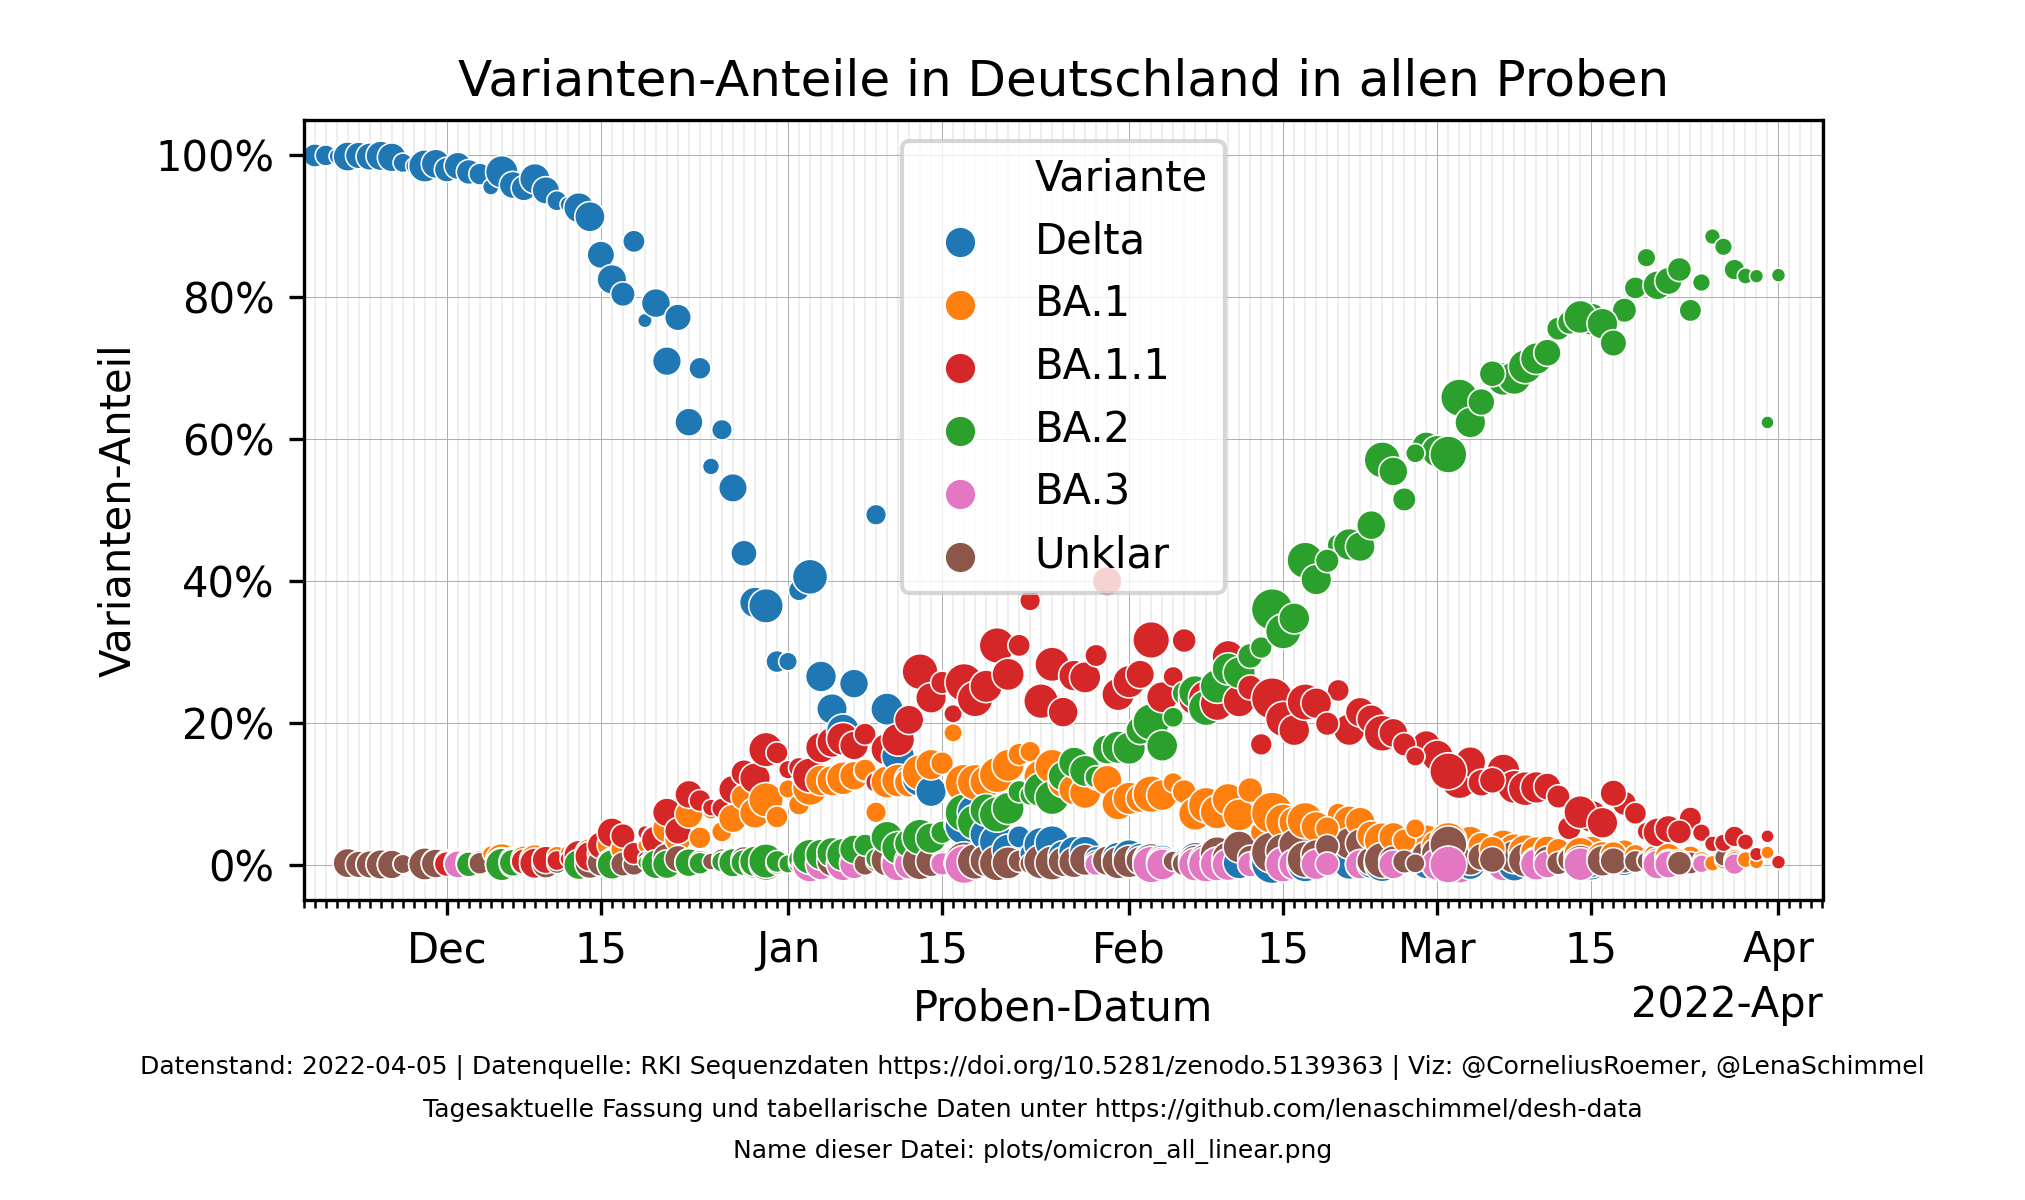 Varianten-Anteile in Deutschland in allen Proben
Varianten-Anteil
100%
80%
60%
40%
20%
0%
Variante
Delta
BA.1
BA.1.1
BA.2
BA.3
Unklar
Dec 15 Jan 15 Feb 15 Mar 15 Apr
Proben-Datum
2022-Apr
Datenstand: 2022-04-05 | Datenquelle: RKI Sequenzdaten https://doi.org/10.5281/zenodo.5139363 | Viz: @CorneliusRoemer, @LenaSchimmel
Tagesaktuelle Fassung und tabellarische Daten unter https://github.com/lenaschimmel/desh-data
Name dieser Datei: plots/omicron_all_linear.png